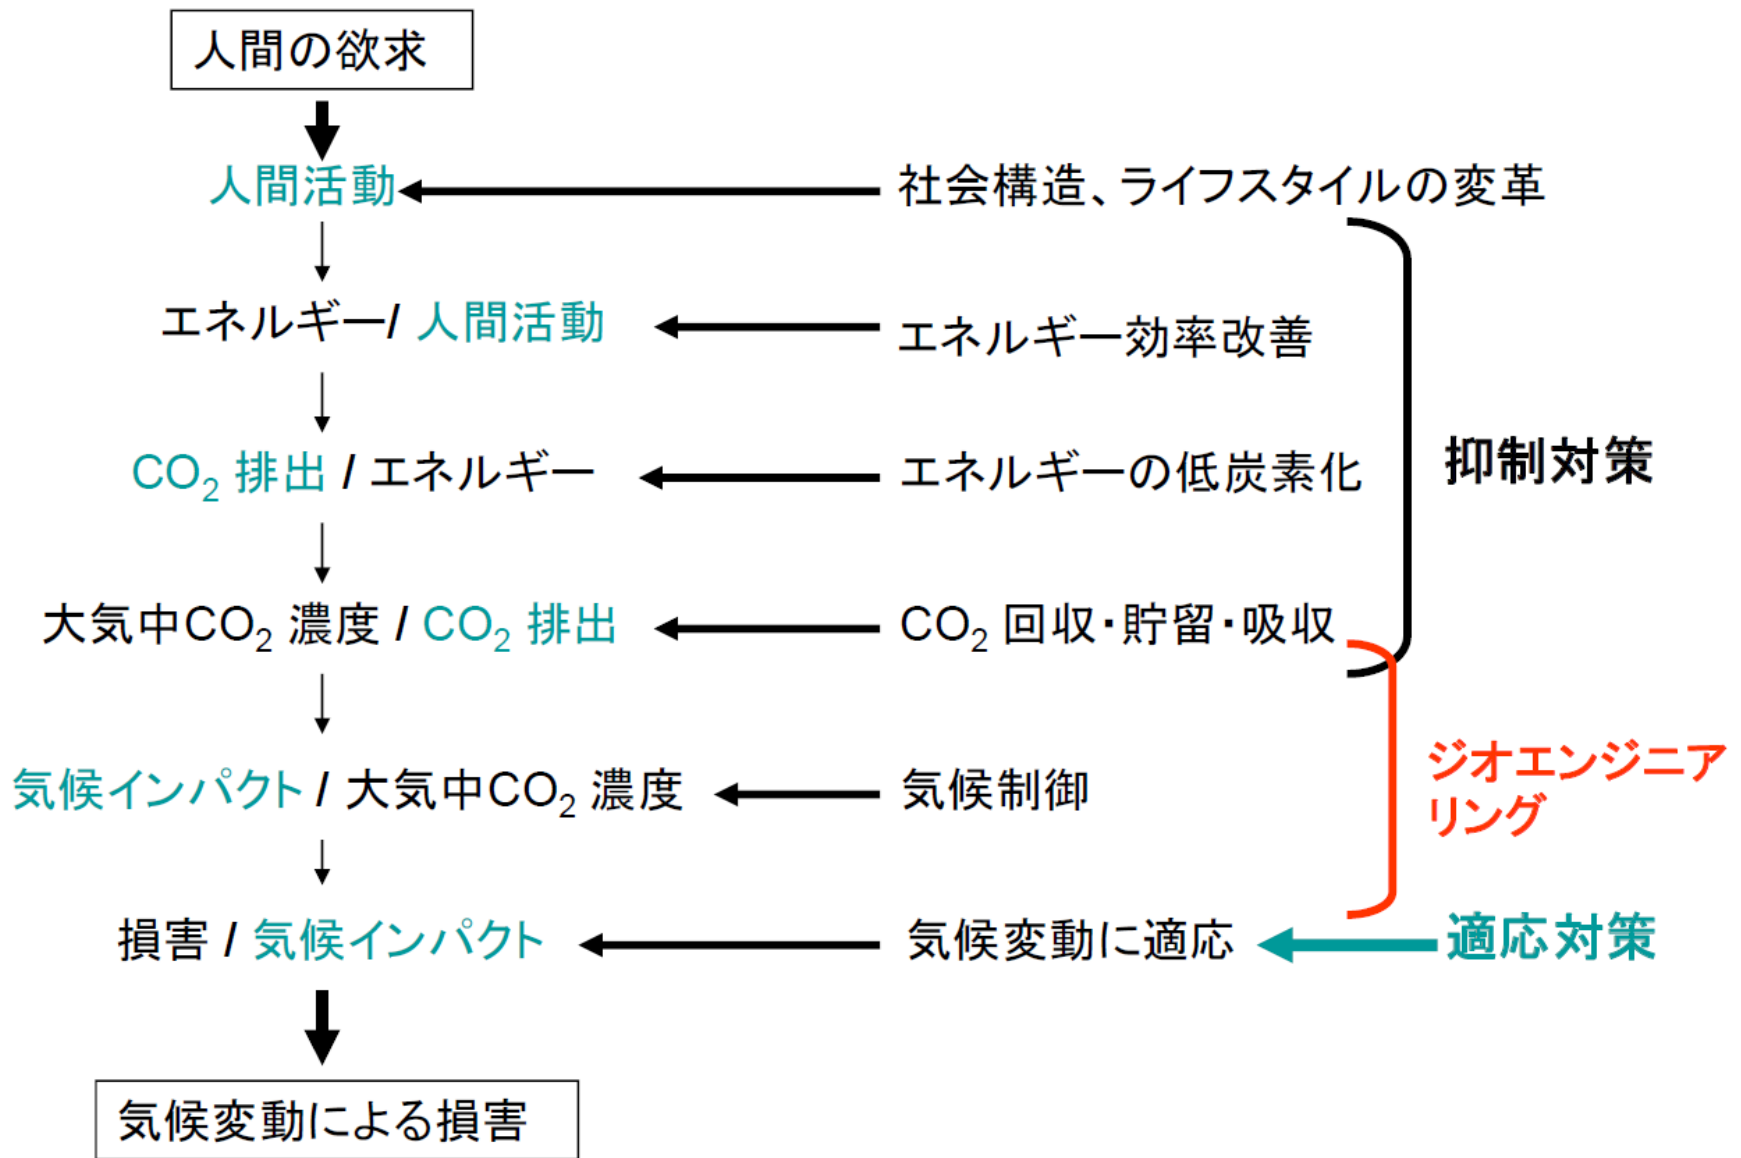 人間の欲求
人間活動
社会構造、ライフスタイルの変革
エネルギー/ 人間活動
エネルギー効率改善
CO₂ 排出 / エネルギー
エネルギーの低炭素化
抑制対策
大気中CO₂ 濃度 / CO₂ 排出
CO₂ 回収・貯留・吸収
気候インパクト / 大気中CO₂ 濃度
気候制御
ジオエンジニア
リング
損害 / 気候インパクト
気候変動に適応
適応対策
気候変動による損害